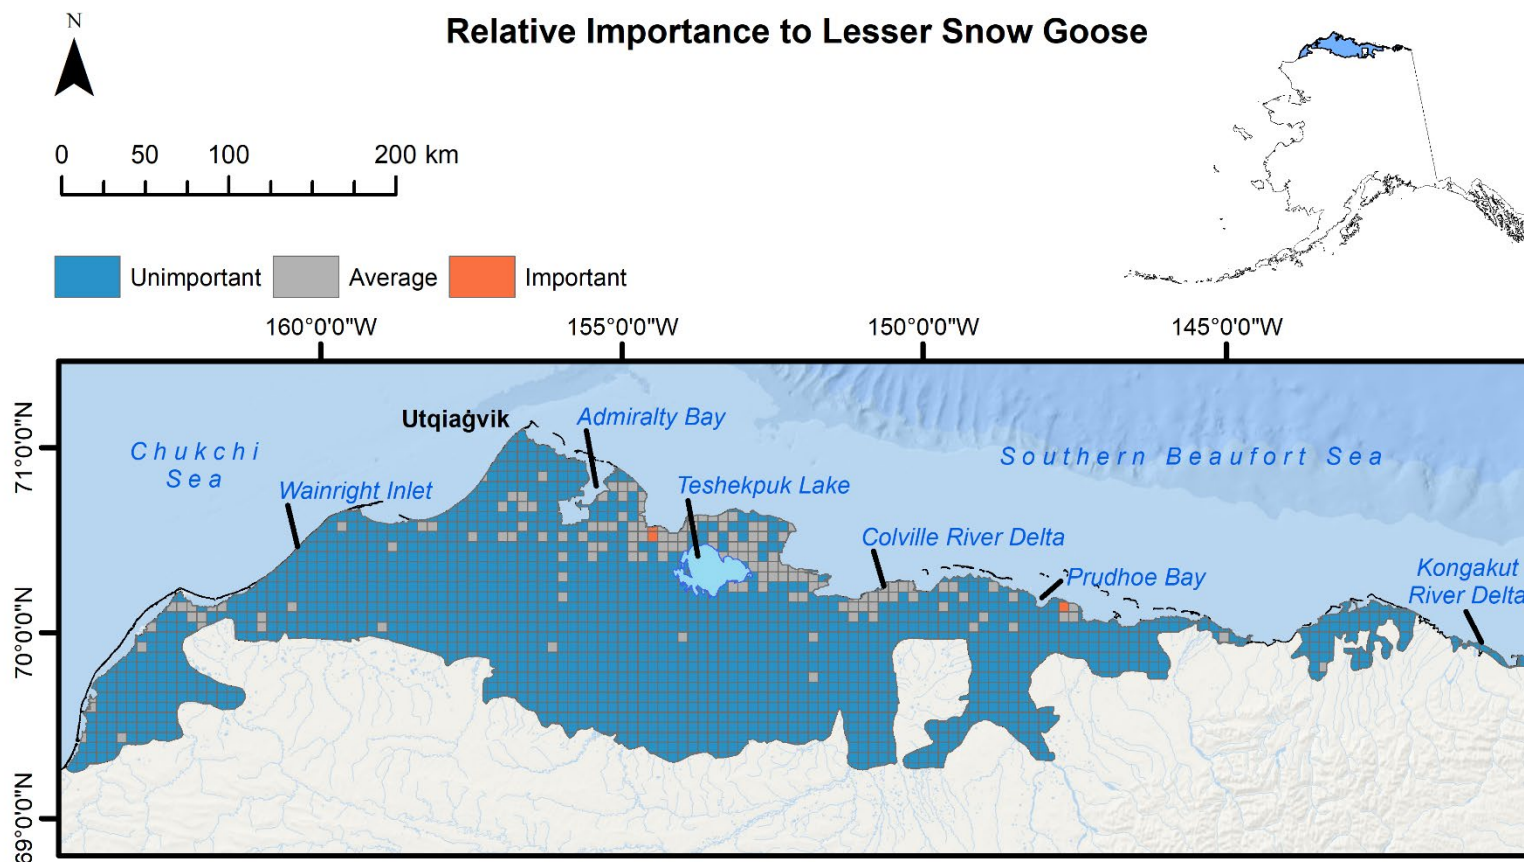 Relative Importance to Lesser Snow Goose
N
0 50 100 200 km
Unimportant Average Important
160°0'0"W 155°0'0"W 150°0'0"W 145°0'0"W
71°0'0"N
70°0'0"N
69°0'0"N
Utqiaġvik
Admiralty Bay
Chukchi
Sea
Southern Beaufort Sea
Wainright Inlet
Teshekpuk Lake
Colville River Delta
Prudhoe Bay
Kongakut
River Delta